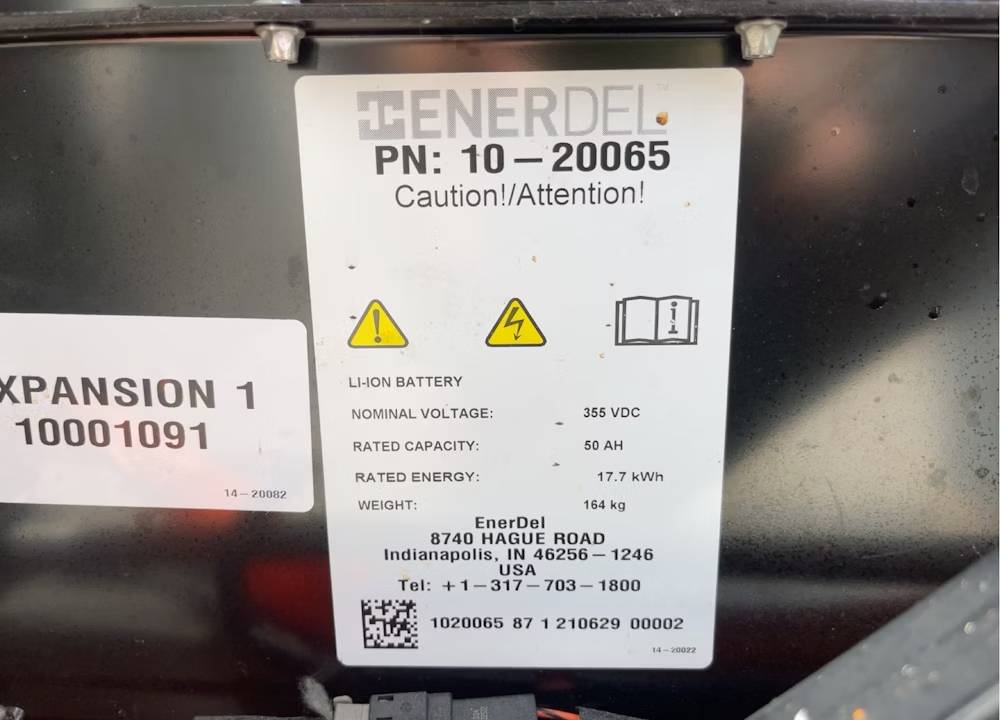 ENERDEL™
PN: 10-20065
Caution!/Attention!
LI-ION BATTERY
NOMINAL VOLTAGE: 355 VDC
RATED CAPACITY: 50 AH
RATED ENERGY: 17.7 kWh
WEIGHT: 164 kg
EnerDel
8740 HAGUE ROAD
Indianapolis, IN 46256-1246
USA
Tel: +1-317-703-1800
1020065 87 1 210629 00002
14-20022
XPANSION 1
10001091
14-20082